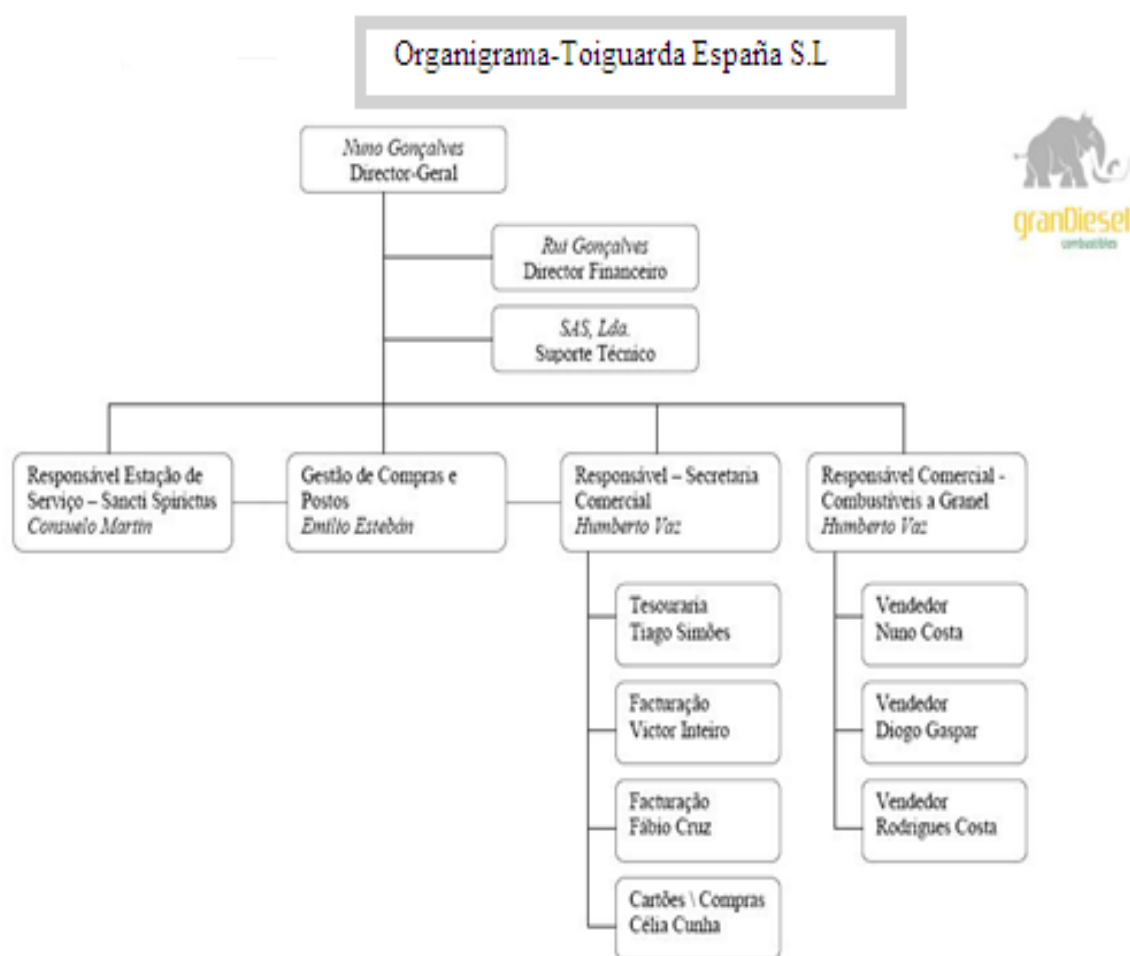 Organigrama-Toiguarda España S.L
Nuno Gonçalves
Director-Geral
granDiesel
combustibles
Rui Gonçalves
Director Financeiro
SAS, Lda.
Suporte Técnico
Responsável Estação de
Serviço – Sancti Spirictus
Consuelo Martin
Gestão de Compras e
Postos
Emílio Estebán
Responsável – Secretaria
Comercial
Humberto Vaz
Responsável Comercial -
Combustíveis a Granel
Humberto Vaz
Tesouraria
Tiago Simões
Facturação
Victor Inteiro
Facturação
Fábio Cruz
Cartões \ Compras
Célia Cunha
Vendedor
Nuno Costa
Vendedor
Diogo Gaspar
Vendedor
Rodrigues Costa